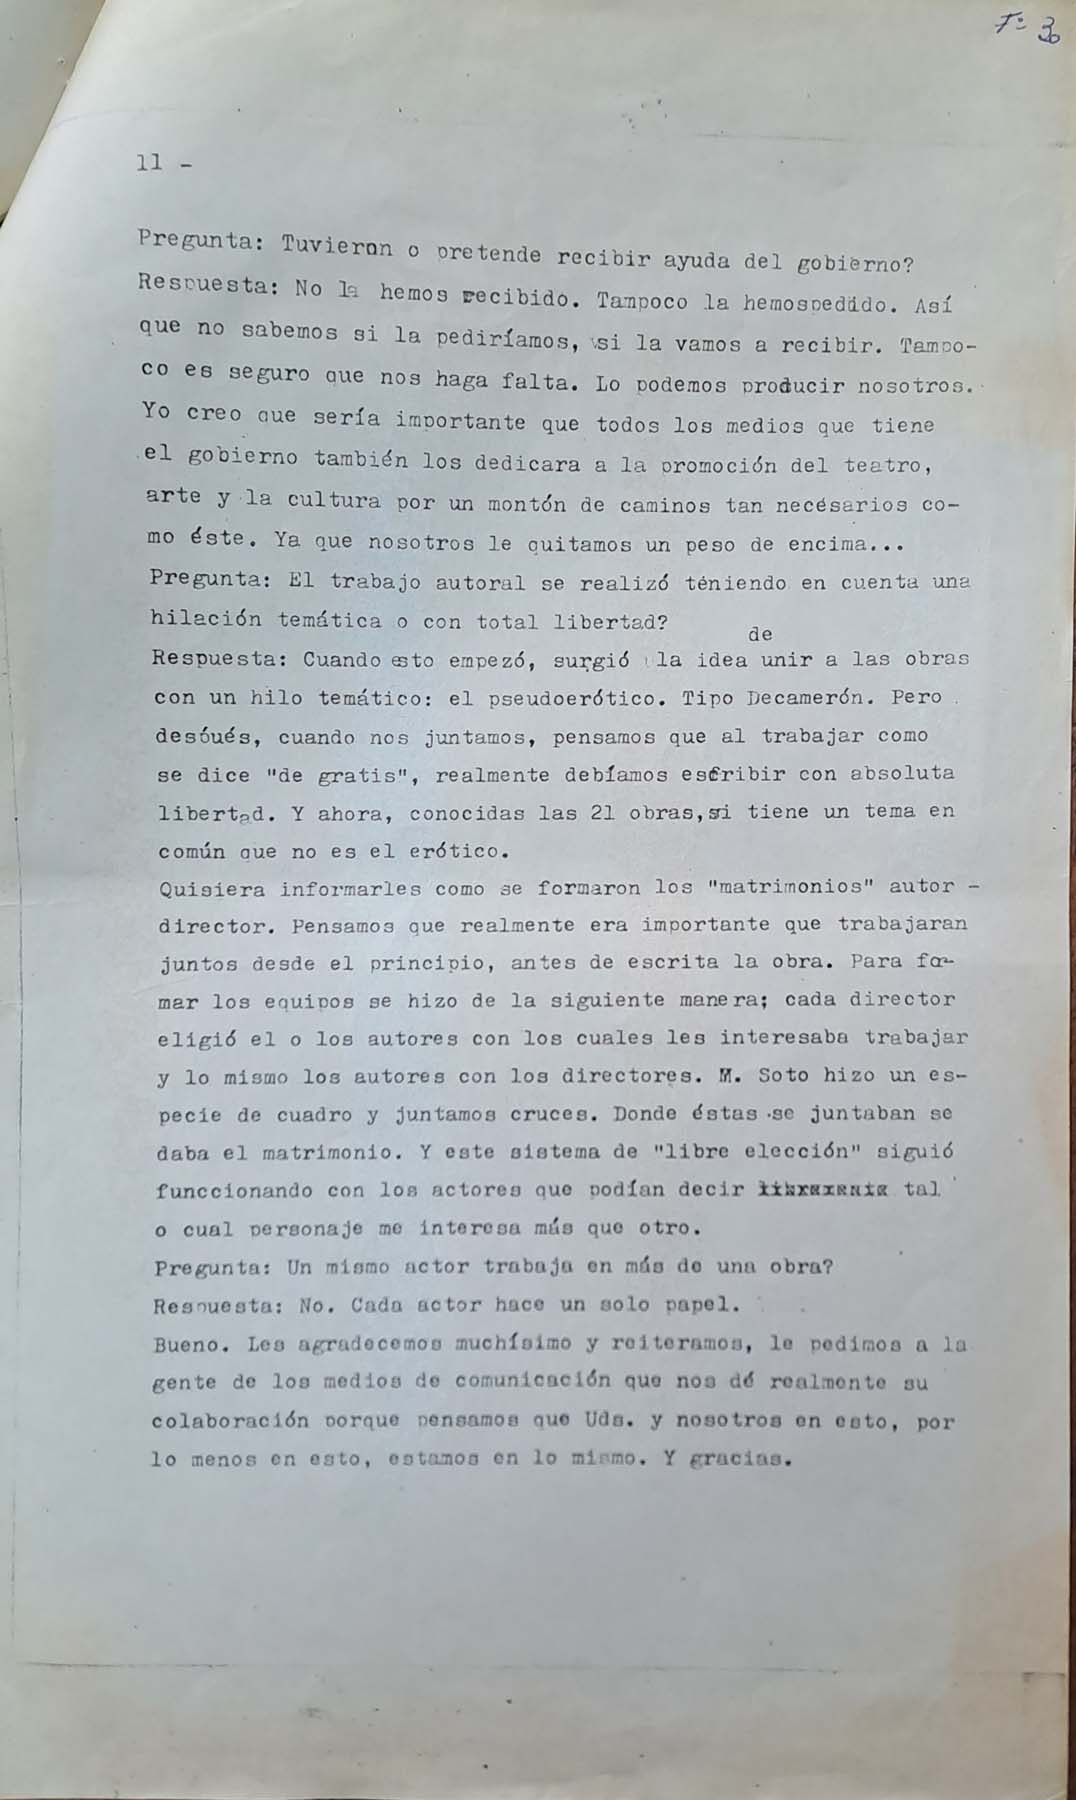 Fº 30
11 -
Pregunta: Tuvieron o pretende recibir ayuda del gobierno?
Respuesta: No la hemos recibido. Tampoco la hemospedido. Así
que no sabemos si la pediríamos, si la vamos a recibir. Tampo-
co es seguro que nos haga falta. Lo podemos producir nosotros.
Yo creo que sería importante que todos los medios que tiene
el gobierno también los dedicara a la promoción del teatro,
arte y la cultura por un montón de caminos tan necésarios co-
mo éste. Ya que nosotros le quitamos un peso de encima...
Pregunta: El trabajo autoral se realizó téniendo en cuenta una
hilación temática o con total libertad?
de
Respuesta: Cuando esto empezó, surgió la idea unir a las obras
con un hilo temático: el pseudoerótico. Tipo Decamerón. Pero
desóués, cuando nos juntamos, pensamos que al trabajar como
se dice "de gratis", realmente debíamos escribir con absoluta
libertad. Y ahora, conocidas las 21 obras, si tiene un tema en
común que no es el erótico.
Quisiera informarles como se formaron los "matrimonios" autor -
director. Pensamos que realmente era importante que trabajaran
juntos desde el principio, antes de escrita la obra. Para for-
mar los equipos se hizo de la siguiente manera; cada director
eligió el o los autores con los cuales les interesaba trabajar
y lo mismo los autores con los directores. M. Soto hizo un es-
pecie de cuadro y juntamos cruces. Donde éstas se juntaban se
daba el matrimonio. Y este sistema de "libre elección" siguió
funccionando con los actores que podían decir tal
o cual personaje me interesa más que otro.
Pregunta: Un mismo actor trabaja en más de una obra?
Respuesta: No. Cada actor hace un solo papel.
Bueno. Les agradecemos muchísimo y reiteramos, le pedimos a la
gente de los medios de comunicación que nos dé realmente su
colaboración porque pensamos que Uds. y nosotros en esto, por
lo menos en esto, estamos en lo mismo. Y gracias.